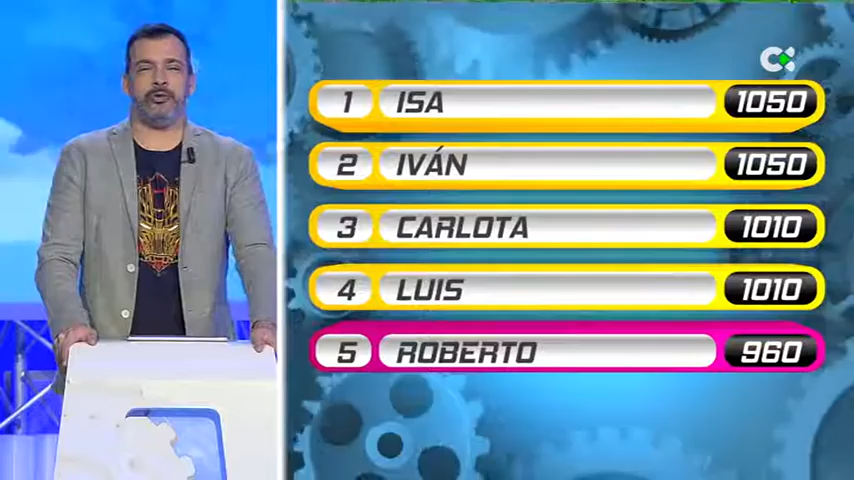 1 ISA 1050
2 IVÁN 1050
3 CARLOTA 1010
4 LUIS 1010
5 ROBERTO 960